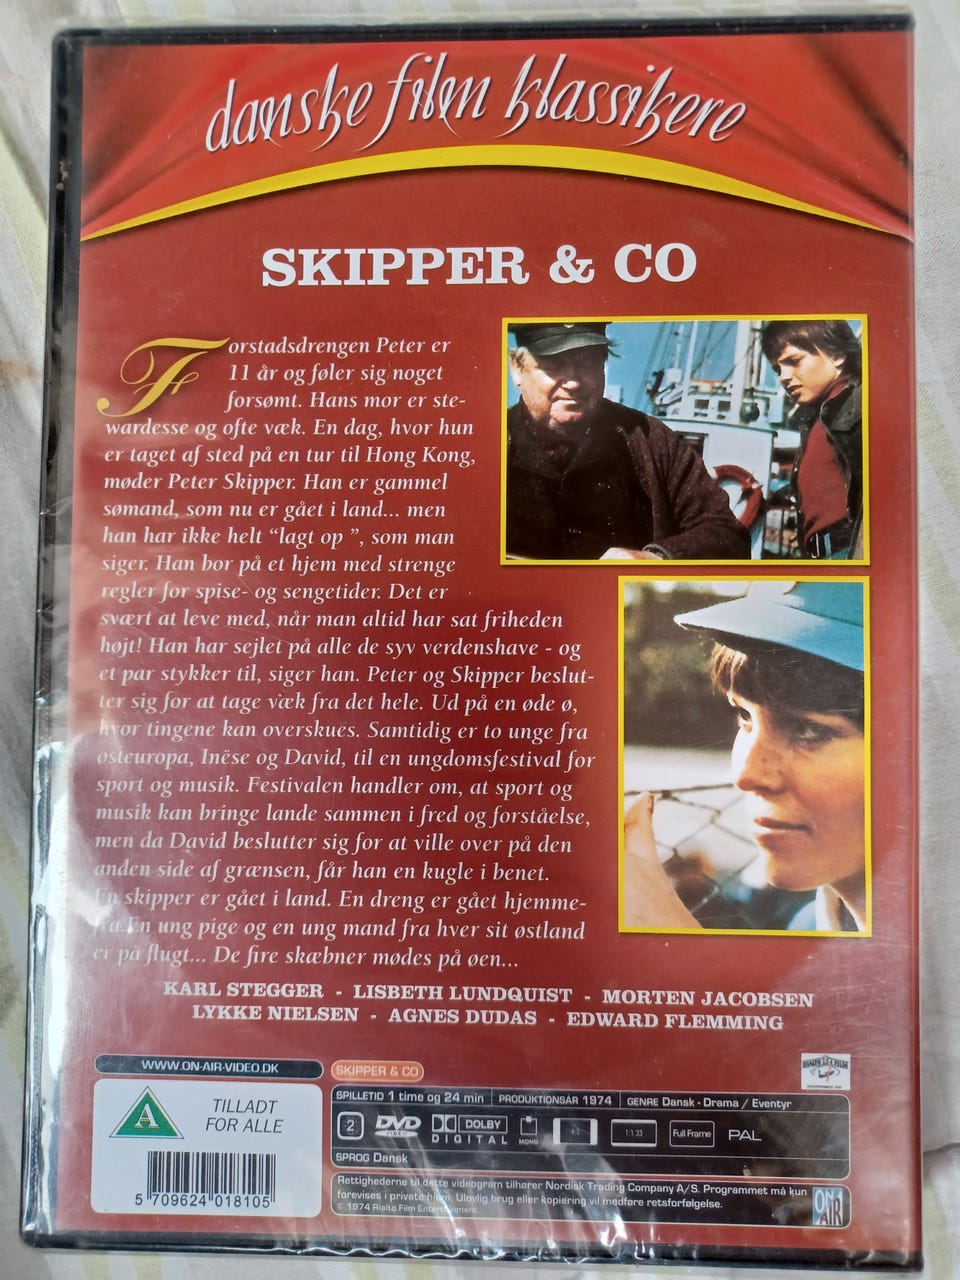 danske film klassikere
SKIPPER & CO
Forstadsdrengen Peter er
11 år og føler sig noget
forsømt. Hans mor er ste-
wardesse og ofte væk. En dag, hvor hun
er taget af sted på en tur til Hong Kong,
møder Peter Skipper. Han er gammel
sømand, som nu er gået i land... men
han har ikke helt “lagt op ”, som man
siger. Han bor på et hjem med strenge
regler for spise- og sengetider. Det er
svært at leve med, når man altid har sat friheden
højt! Han har sejlet på alle de syv verdenshave - og
et par stykker til, siger han. Peter og Skipper beslut-
ter sig for at tage væk fra det hele. Ud på en øde ø,
hvor tingene kan overskues. Samtidig er to unge fra
østeuropa, Inëse og David, til en ungdomsfestival for
sport og musik. Festivalen handler om, at sport og
musik kan bringe lande sammen i fred og forståelse,
men da David beslutter sig for at ville over på den
anden side af grænsen, får han en kugle i benet.
En skipper er gået i land. En dreng er gået hjemme-
fra.En ung pige og en ung mand fra hver sit østland
er på flugt... De fire skæbner mødes på øen...
KARL STEGGER - LISBETH LUNDQUIST - MORTEN JACOBSEN
LYKKE NIELSEN - AGNES DUDAS - EDWARD FLEMMING
WWW.ON-AIR-VIDEO.DK
SKIPPER & CO
A
TILLADT
FOR ALLE
5 709624 018105
SPILLETID 1 time og 24 min PRODUKTIONSÅR 1974 GENRE Dansk - Drama / Eventyr
2 DVD VIDEO DOLBY DIGITAL MONO 4:3 1:1.33 Full Frame PAL
SPROG Dansk
Rettighederne til dette videogram tilhører Nordisk Trading Company A/S. Programmet må kun
forevises i private hjem. Ulovlig brug eller kopiering vil medføre retsforfølgelse.
© 1974 Rialto Film Entertainment.
ON AIR